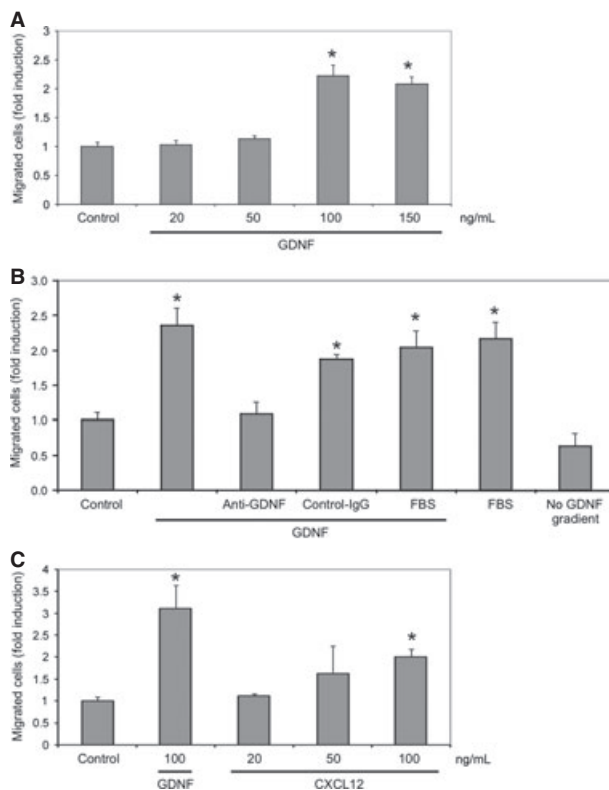 A
Migrated cells (fold induction)
3
2.5
2
1.5
1
0.5
0
*
*
Control 20 50 100 150 ng/mL
GDNF
B
Migrated cells (fold induction)
3.0
2.5
2.0
1.5
1.0
0.5
0.0
*
*
*
*
Control Anti-GDNF Control-IgG FBS FBS No GDNF
gradient
GDNF
C
Migrated cells (fold induction)
4
3.5
3
2.5
2
1.5
1
0.5
0
*
*
Control 100 20 50 100 ng/mL
GDNF CXCL12